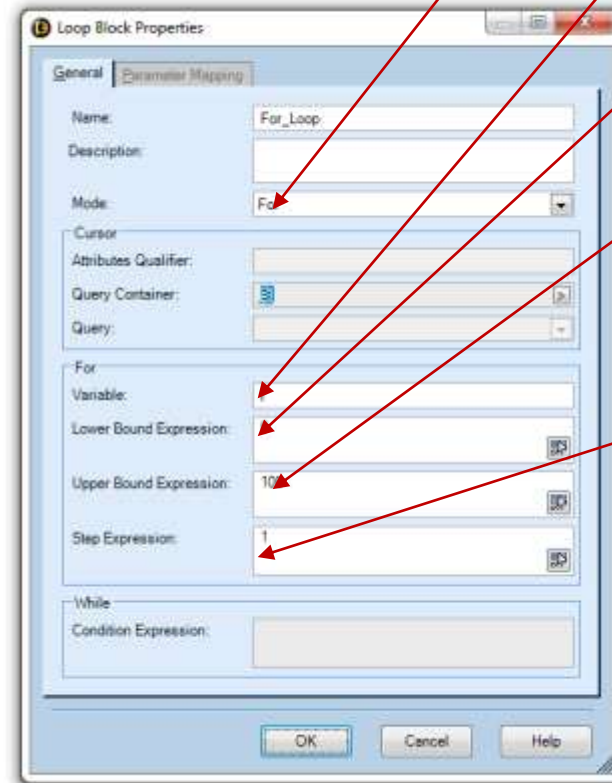 Loop Block Properties
General Parameter Mapping
Name: For_Loop
Description:
Mode: For
Cursor
Attributes Qualifier:
Query Container:
Query:
For
Variable:
Lower Bound Expression:
Upper Bound Expression:
Step Expression: 1
While
Condition Expression:
OK Cancel Help